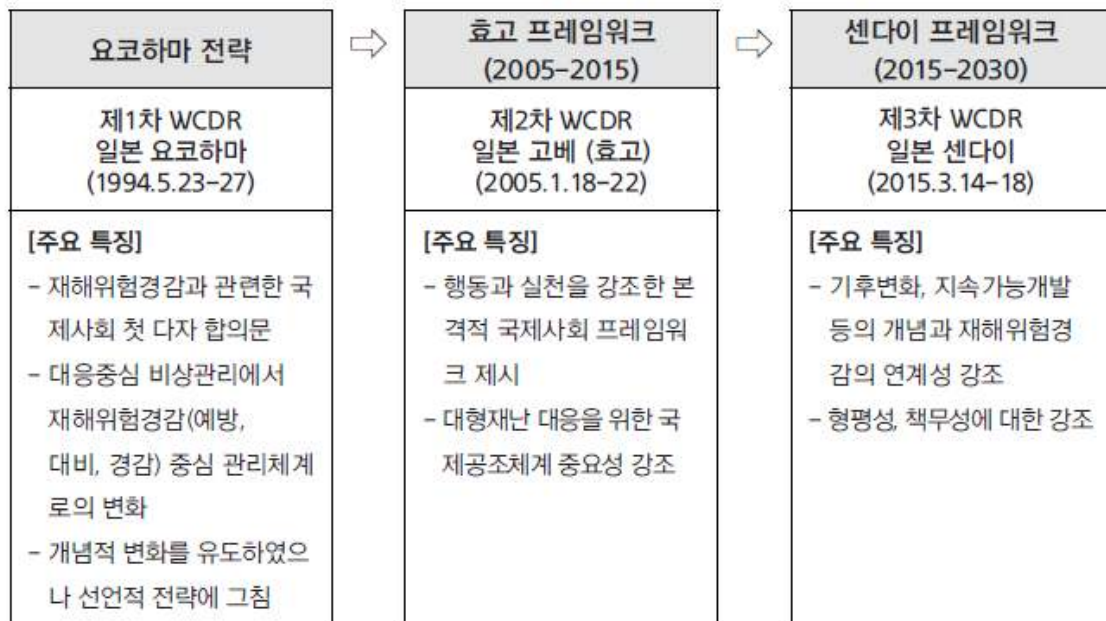 요코하마 전략
제1차 WCDR
일본 요코하마
(1994.5.23-27)
[주요 특징]
- 재해위험경감과 관련한 국
제사회 첫 다자 합의문
- 대응중심 비상관리에서
재해위험경감(예방,
대비, 경감) 중심 관리체계
로의 변화
- 개념적 변화를 유도하였으
나 선언적 전략에 그침
⇨
효고 프레임워크
(2005-2015)
제2차 WCDR
일본 고베 (효고)
(2005.1.18-22)
[주요 특징]
- 행동과 실천을 강조한 본
격적 국제사회 프레임워
크 제시
- 대형재난 대응을 위한 국
제공조체계 중요성 강조
⇨
센다이 프레임워크
(2015-2030)
제3차 WCDR
일본 센다이
(2015.3.14-18)
[주요 특징]
- 기후변화, 지속가능개발
등의 개념과 재해위험경
감의 연계성 강조
- 형평성, 책무성에 대한 강조